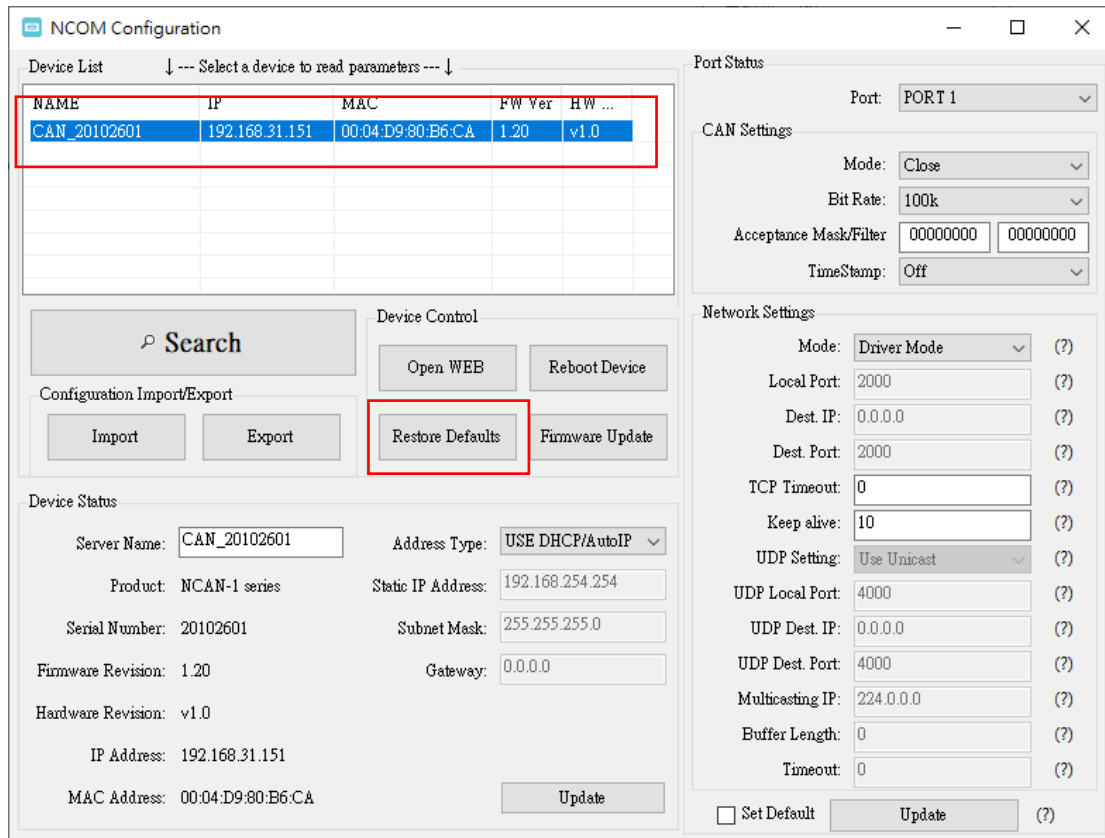 NCOM Configuration
Device List ↓ --- Select a device to read parameters --- ↓
NAME IP MAC FW Ver HW ...
CAN_20102601 192.168.31.151 00:04:D9:80:B6:CA 1.20 v1.0
Search
Configuration Import/Export
Import Export
Device Control
Open WEB Reboot Device
Restore Defaults Firmware Update
Device Status
Server Name: CAN_20102601
Product: NCAN-1 series
Serial Number: 20102601
Firmware Revision: 1.20
Hardware Revision: v1.0
IP Address: 192.168.31.151
MAC Address: 00:04:D9:80:B6:CA
Address Type: USE DHCP/AutoIP
Static IP Address: 192.168.254.254
Subnet Mask: 255.255.255.0
Gateway: 0.0.0.0
Update
Port Status
Port: PORT 1
CAN Settings
Mode: Close
Bit Rate: 100k
Acceptance Mask/Filter 00000000 00000000
TimeStamp: Off
Network Settings
Mode: Driver Mode (?)
Local Port: 2000 (?)
Dest. IP: 0.0.0.0 (?)
Dest. Port: 2000 (?)
TCP Timeout: 0 (?)
Keep alive: 10 (?)
UDP Setting: Use Unicast (?)
UDP Local Port: 4000 (?)
UDP Dest. IP: 0.0.0.0 (?)
UDP Dest. Port: 4000 (?)
Multicasting IP: 224.0.0.0 (?)
Buffer Length: 0 (?)
Timeout: 0 (?)
Set Default Update (?)